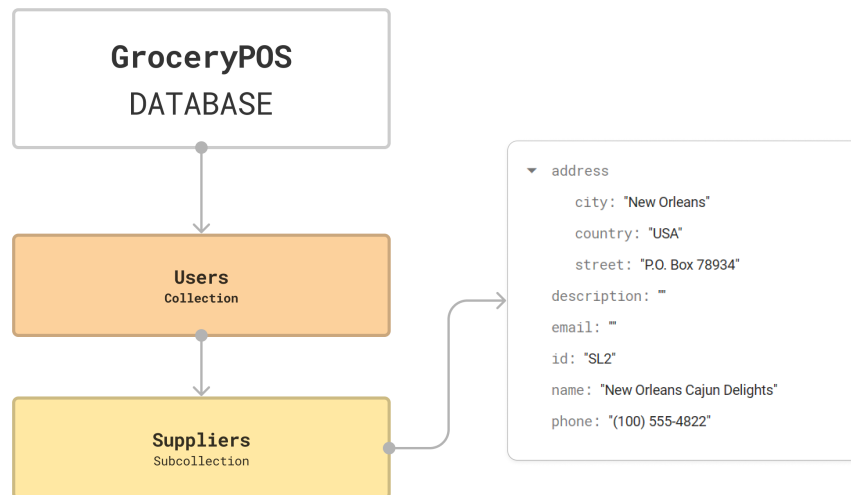 GroceryPOS
DATABASE
Users
Collection
Suppliers
Subcollection
address
city: "New Orleans"
country: "USA"
street: "P.O. Box 78934"
description: ""
email: ""
id: "SL2"
name: "New Orleans Cajun Delights"
phone: "(100) 555-4822"